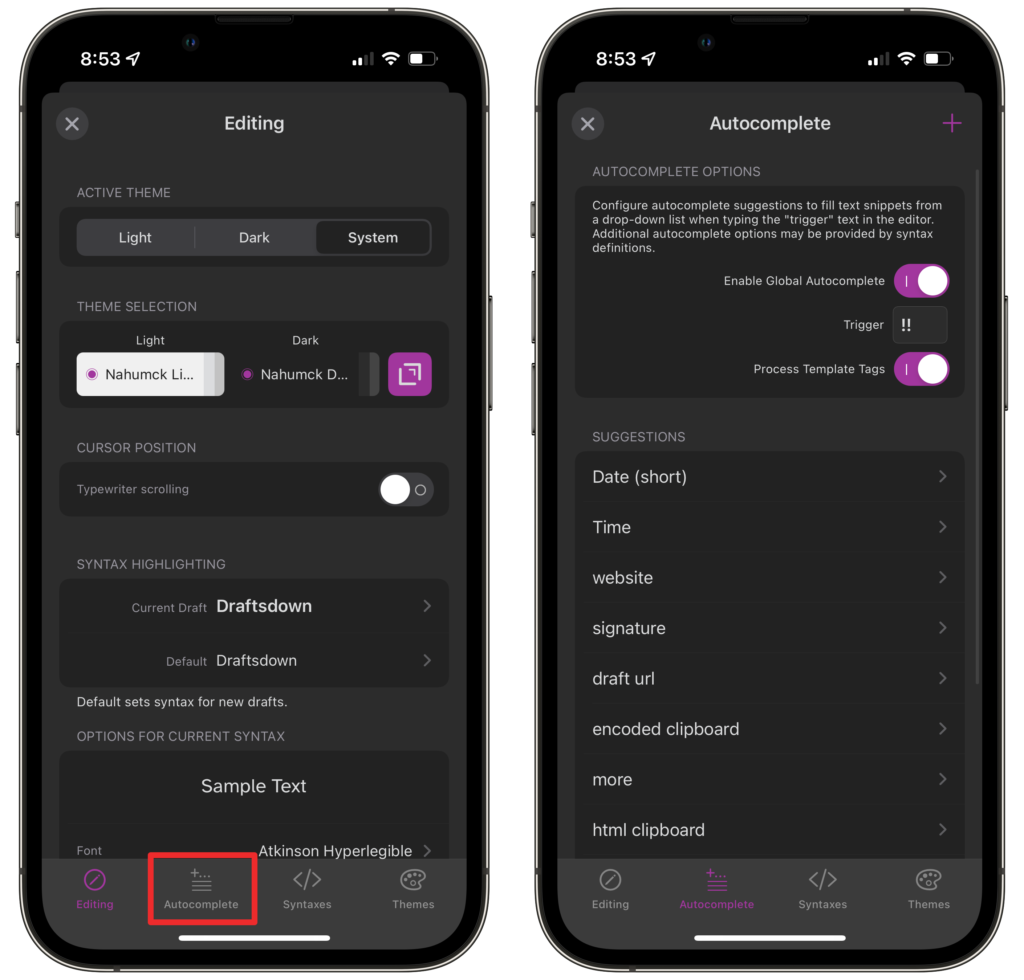 8:53
Editing
ACTIVE THEME
Light Dark System
THEME SELECTION
Light Dark
Nahumck Li... Nahumck D...
CURSOR POSITION
Typewriter scrolling
SYNTAX HIGHLIGHTING
Current Draft Draftsdown
Default Draftsdown
Default sets syntax for new drafts.
OPTIONS FOR CURRENT SYNTAX
Sample Text
Font Atkinson Hyperlegible
Editing Autocomplete Syntaxes Themes
8:53
Autocomplete
AUTOCOMPLETE OPTIONS
Configure autocomplete suggestions to fill text snippets from
a drop-down list when typing the "trigger" text in the editor.
Additional autocomplete options may be provided by syntax
definitions.
Enable Global Autocomplete
Trigger !!
Process Template Tags
SUGGESTIONS
Date (short)
Time
website
signature
draft url
encoded clipboard
more
html clipboard
Editing Autocomplete Syntaxes Themes